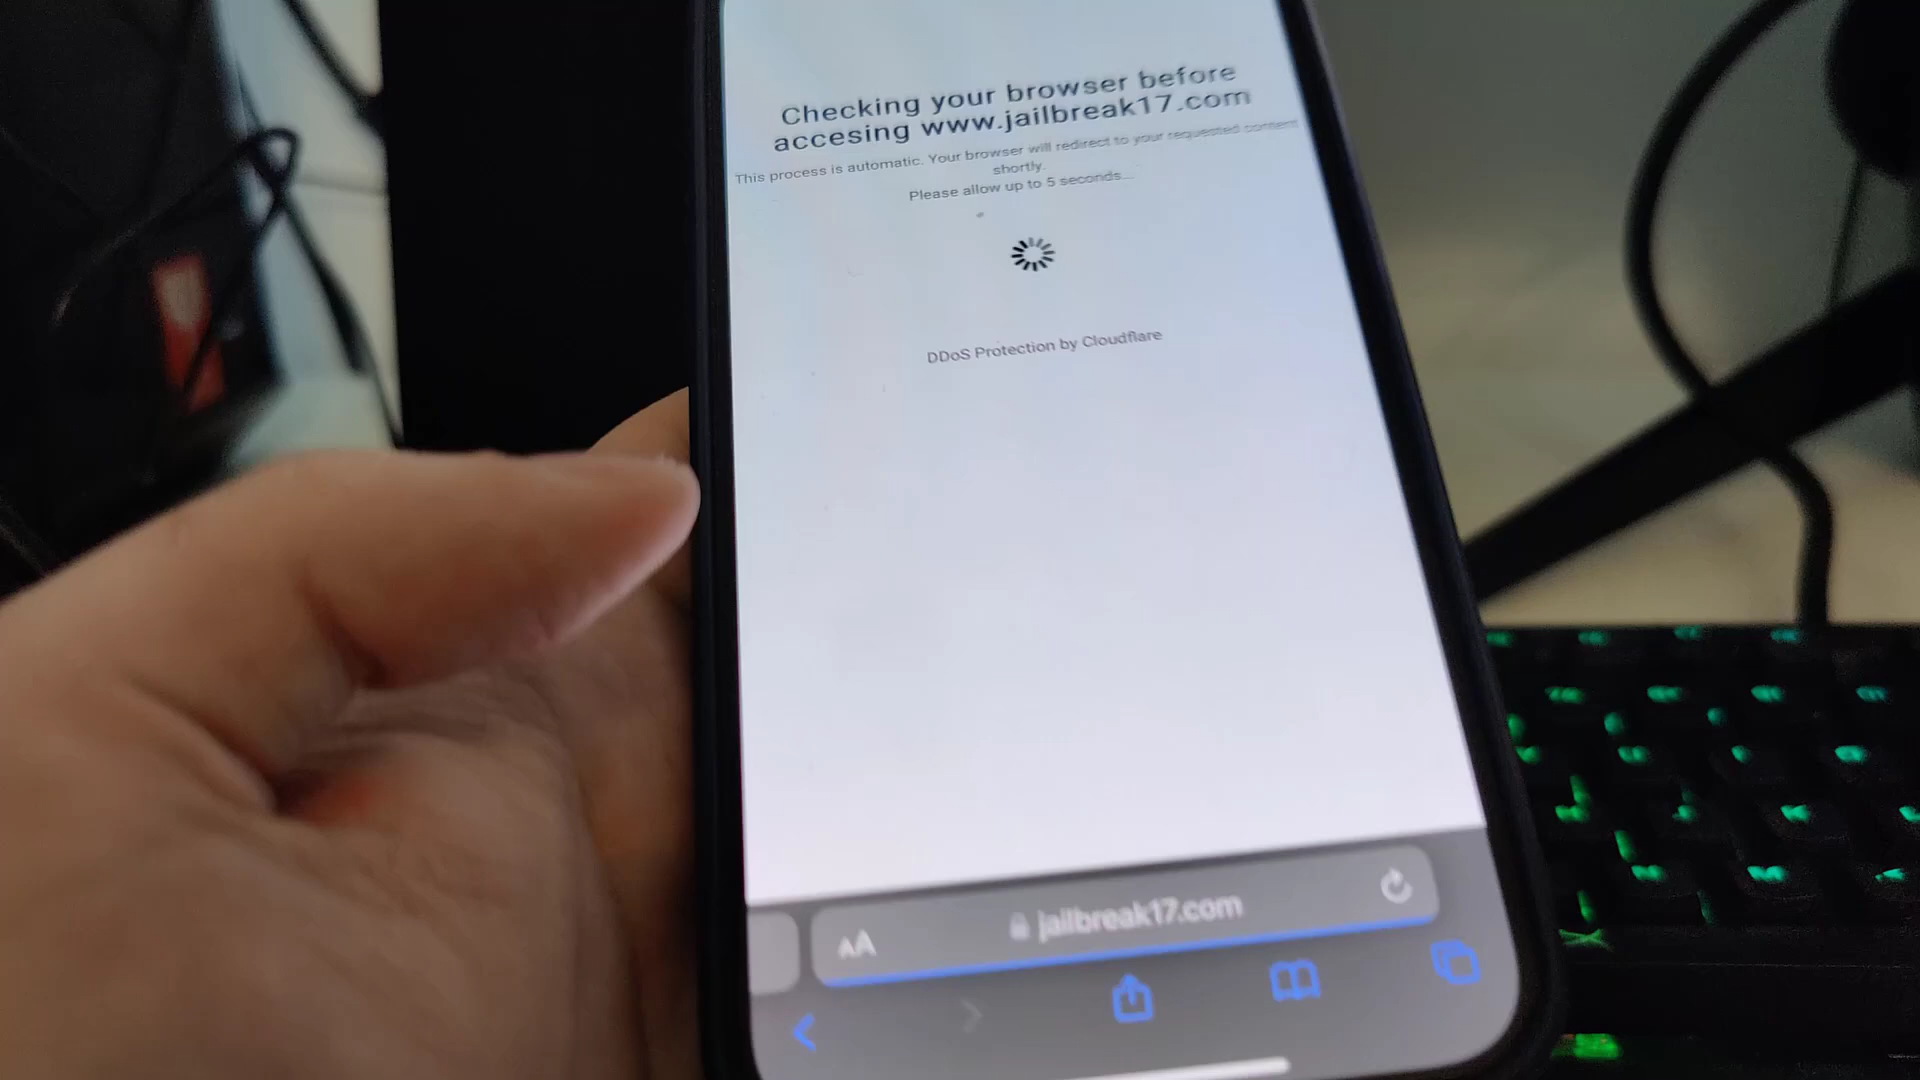 Checking your browser before
accesing www.jailbreak17.com
This process is automatic. Your browser will redirect to your requested content
shortly.
Please allow up to 5 seconds...
DDoS Protection by Cloudflare
AA jailbreak17.com